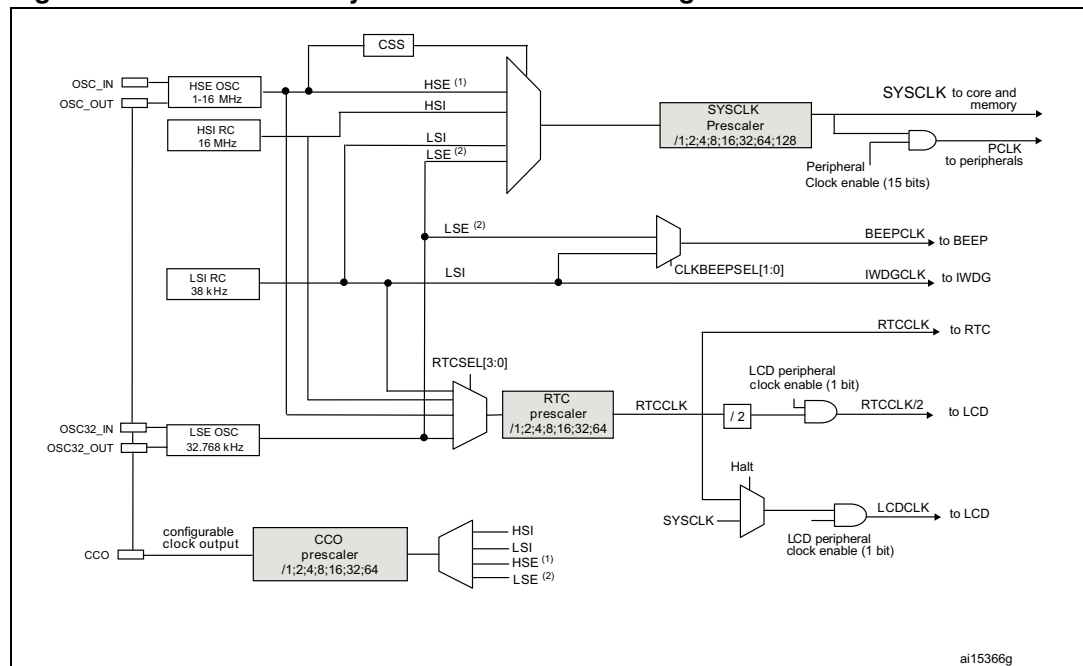 CSS
OSC_IN
OSC_OUT
HSE OSC
1-16 MHz
HSE (1)
HSI
HSI RC
16 MHz
LSI
LSE (2)
SYSCLK
Prescaler
/1;2;4;8;16;32;64;128
SYSCLK to core and
memory
PCLK
to peripherals
Peripheral
Clock enable (15 bits)
LSE (2)
BEEPCLK
to BEEP
CLKBEEPSEL[1:0]
LSI RC
38 kHz
LSI
IWDGCLK
to IWDG
RTCCLK
to RTC
RTCSEL[3:0]
LCD peripheral
clock enable (1 bit)
RTC
prescaler
/1;2;4;8;16;32;64
RTCCLK
/ 2
RTCCLK/2
to LCD
OSC32_IN
OSC32_OUT
LSE OSC
32.768 kHz
Halt
SYSCLK
LCDCLK
to LCD
LCD peripheral
clock enable (1 bit)
configurable
clock output
CCO
CCO
prescaler
/1;2;4;8;16;32;64
HSI
LSI
HSE (1)
LSE (2)
ai15366g